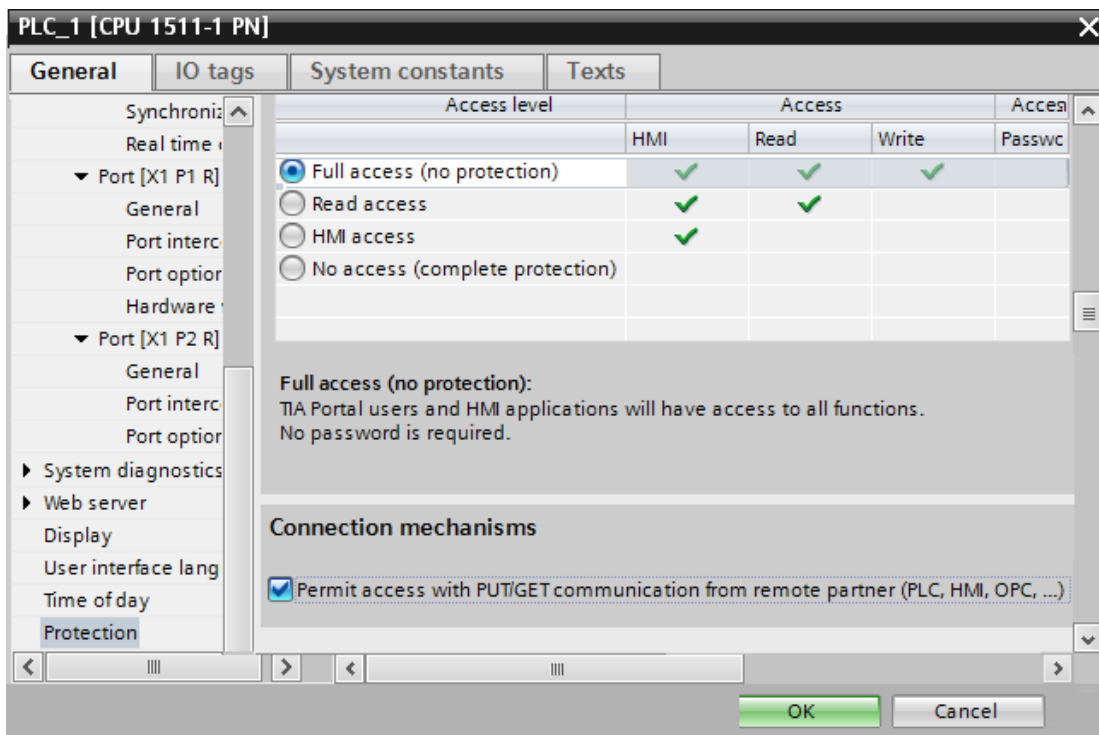 PLC_1 [CPU 1511-1 PN]
General
IO tags
System constants
Texts
Synchroni
Real time
Port [X1 P1 R]
General
Port interc
Port option
Hardware
Port [X1 P2 R]
General
Port interc
Port option
System diagnostics
Web server
Display
User interface lang
Time of day
Protection
Access level
Access
Acces
HMI
Read
Write
Passwc
Full access (no protection)
Read access
HMI access
No access (complete protection)
Full access (no protection):
TIA Portal users and HMI applications will have access to all functions.
No password is required.
Connection mechanisms
Permit access with PUT/GET communication from remote partner (PLC, HMI, OPC, ...)
OK
Cancel